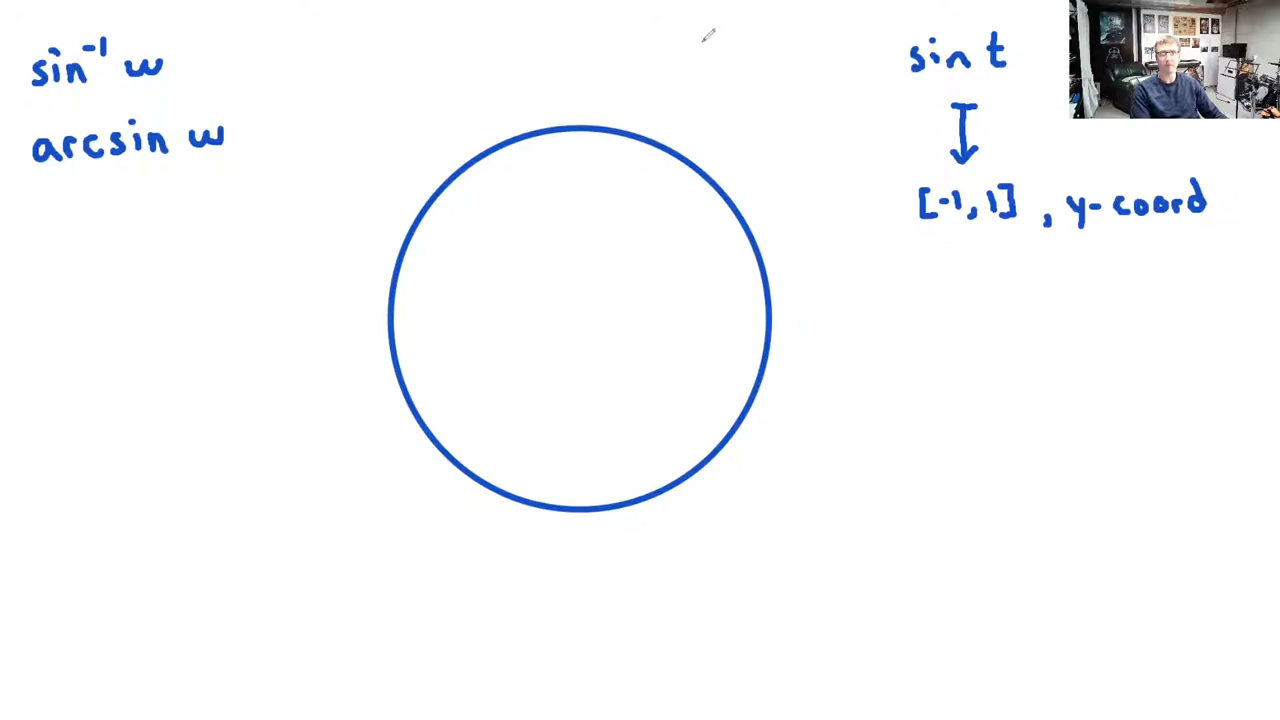 sin⁻¹ w
arcsin w
sin t
[-1, 1] , y-coord